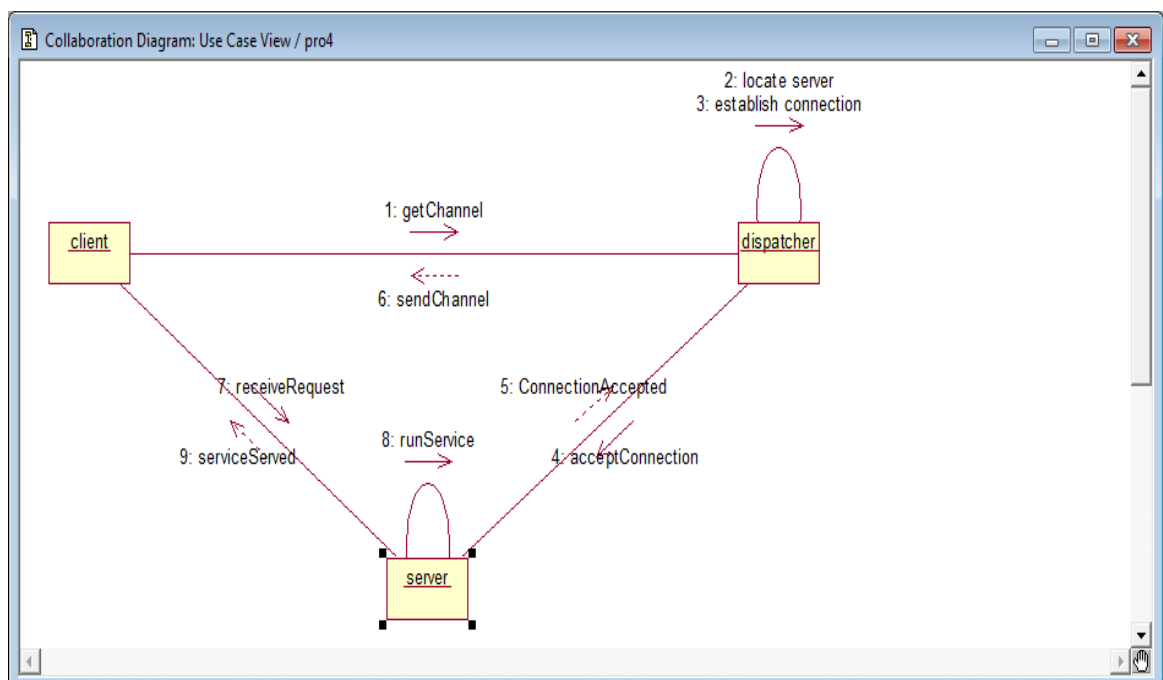 Collaboration Diagram: Use Case View / pro4
2: locate server
3: establish connection
1: getChannel
client
dispatcher
6: sendChannel
7: receiveRequest
5: ConnectionAccepted
8: runService
9: serviceServed
4: acceptConnection
server